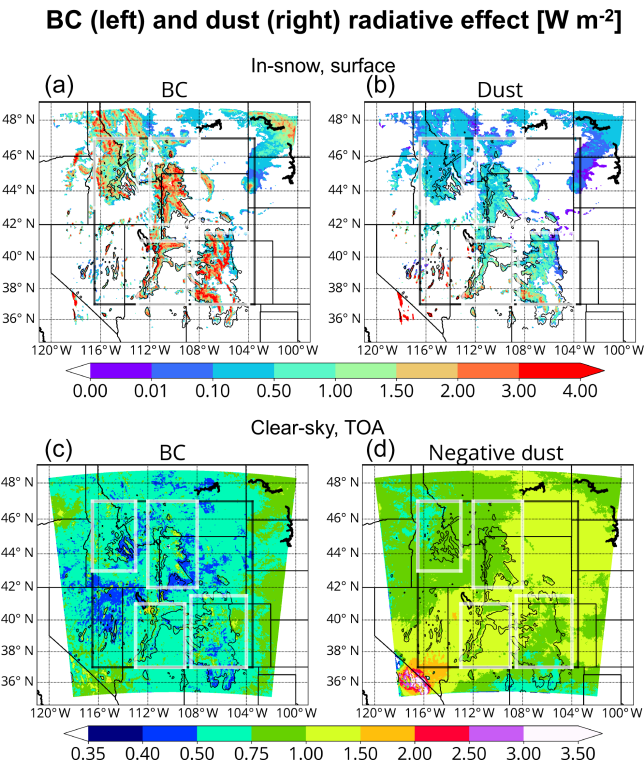 BC (left) and dust (right) radiative effect [W m-2]
In-snow, surface
(a) BC (b) Dust
48° N 48° N
46° N 46° N
44° N 44° N
42° N 42° N
40° N 40° N
38° N 38° N
36° N 36° N
120°W 116°W 112°W 108°W 104°W 100°W 120°W 116°W 112°W 108°W 104°W 100°W
0.00 0.01 0.10 0.50 1.00 1.50 2.00 3.00 4.00
Clear-sky, TOA
(c) BC (d) Negative dust
48° N 48° N
46° N 46° N
44° N 44° N
42° N 42° N
40° N 40° N
38° N 38° N
36° N 36° N
120°W 116°W 112°W 108°W 104°W 100°W 120°W 116°W 112°W 108°W 104°W 100°W
0.35 0.40 0.50 0.75 1.00 1.50 2.00 2.50 3.00 3.50